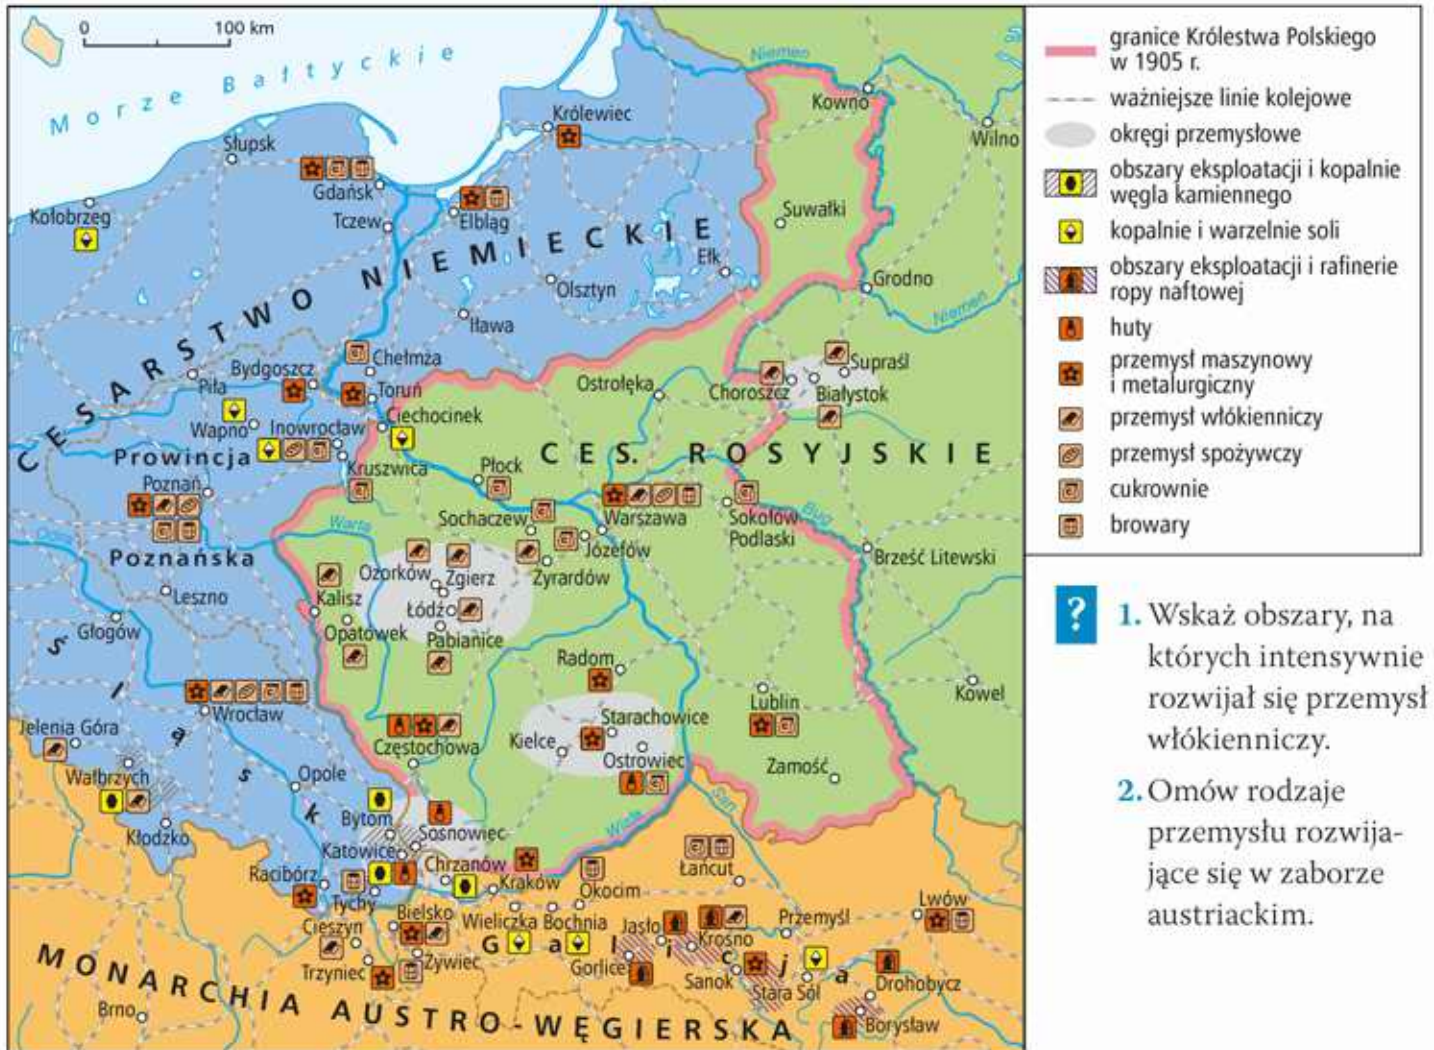 0 100 km
Morze Bałtyckie
Niemen
Kowno
Wilno
Królewiec
Słupsk
Gdańsk
Kołobrzeg
Tczew
Elbląg
Suwałki
Ełk
Grodno
Niemen
CESARSTWO NIEMIECKIE
Olsztyn
Iława
Chełmża
Bydgoszcz
Piła
Toruń
Ostrołęka
Choroszcz
Supraśl
Białystok
Ciechocinek
Wapno
Inowrocław
CES. ROSYJSKIE
Prowincja
Kruszwica
Płock
Poznań
Sochaczew
Warszawa
Sokołów
Podlaski
Bug
Warta
Józefów
Poznańska
Ozorków
Zgierz
Żyrardów
Brześć Litewski
Leszno
Kalisz
Łódź
Głogów
Opatówek
Pabianice
Śląsk
Radom
Kowel
Wrocław
Lublin
Jelenia Góra
Starachowice
Częstochowa
Kielce
Ostrowiec
Zamość
Wałbrzych
Opole
Kłodzko
Bytom
Sosnowiec
Wisła
San
Katowice
Chrzanów
Racibórz
Kraków
Łańcut
Tychy
Okocim
Bielsko
Wieliczka
Bochnia
Jasło
Krosno
Przemyśl
Lwów
Cieszyn
Galicja
Trzyniec
Żywiec
Gorlice
Sanok
Stara Sól
Drohobycz
MONARCHIA AUSTRO-WĘGIERSKA
Brno
Borysław
granice Królestwa Polskiego
w 1905 r.
ważniejsze linie kolejowe
okręgi przemysłowe
obszary eksploatacji i kopalnie
węgla kamiennego
kopalnie i warzelnie soli
obszary eksploatacji i rafinerie
ropy naftowej
huty
przemysł maszynowy
i metalurgiczny
przemysł włókienniczy
przemysł spożywczy
cukrownie
browary
?
1. Wskaż obszary, na
których intensywnie
rozwijał się przemysł
włókienniczy.
2. Omów rodzaje
przemysłu rozwija-
jące się w zaborze
austriackim.